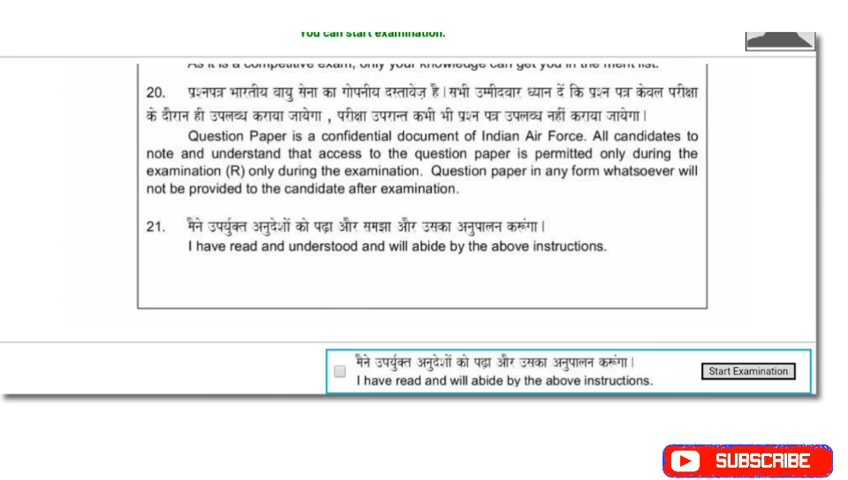 You can start examination.
As it is a competitive exam, only your knowledge can get you in the merit list.
20. प्रश्नपत्र भारतीय वायु सेना का गोपनीय दस्तावेज़ है। सभी उम्मीदवार ध्यान दें कि प्रश्न पत्र केवल परीक्षा
के दौरान ही उपलब्ध कराया जायेगा , परीक्षा उपरान्त कभी भी प्रश्न पत्र उपलब्ध नहीं कराया जायेगा।
Question Paper is a confidential document of Indian Air Force. All candidates to
note and understand that access to the question paper is permitted only during the
examination (R) only during the examination. Question paper in any form whatsoever will
not be provided to the candidate after examination.
21. मैने उपर्युक्त अनुदेशों को पढ़ा और समझा और उसका अनुपालन करूंगा।
I have read and understood and will abide by the above instructions.
मैने उपर्युक्त अनुदेशों को पढ़ा और उसका अनुपालन करूंगा।
I have read and will abide by the above instructions.
Start Examination
SUBSCRIBE